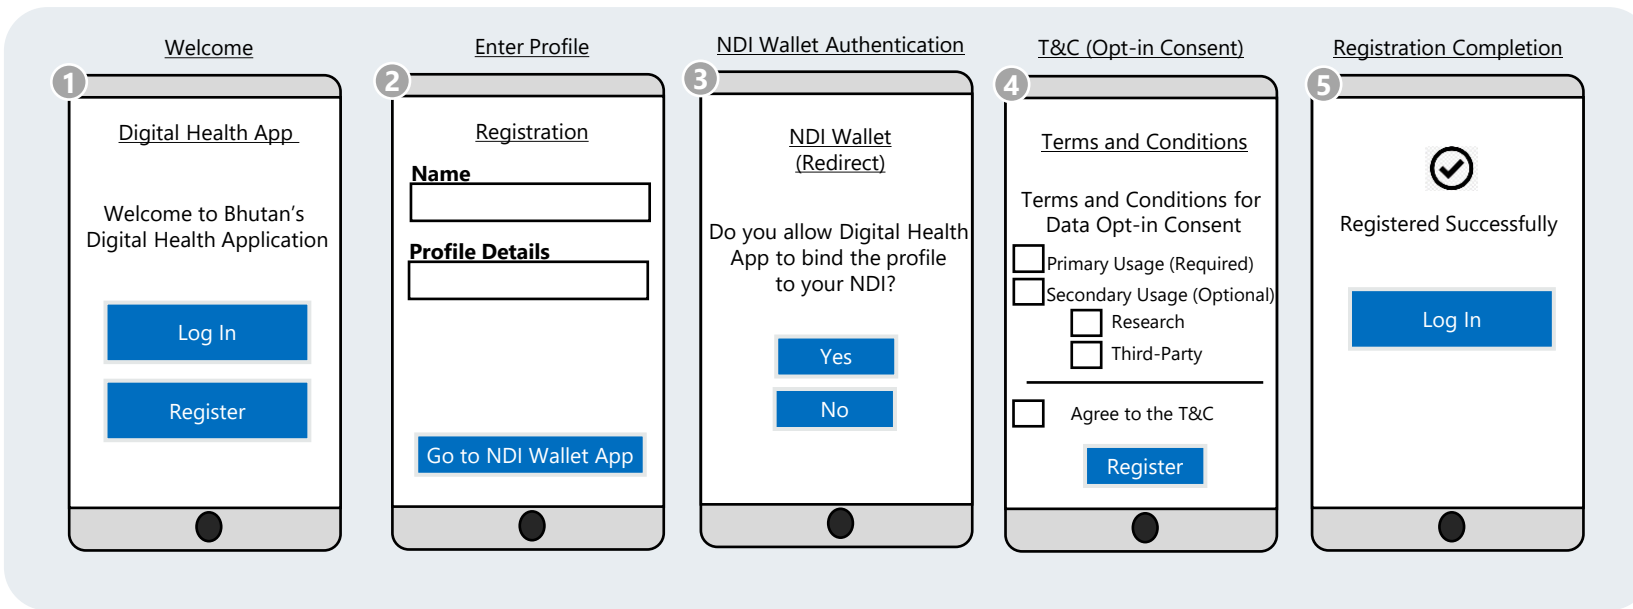 Welcome
1
Digital Health App
Welcome to Bhutan’s
Digital Health Application
Log In
Register
Enter Profile
2
Registration
Name
Profile Details
Go to NDI Wallet App
NDI Wallet Authentication
3
NDI Wallet
(Redirect)
Do you allow Digital Health
App to bind the profile
to your NDI?
Yes
No
T&C (Opt-in Consent)
4
Terms and Conditions
Terms and Conditions for
Data Opt-in Consent
Primary Usage (Required)
Secondary Usage (Optional)
Research
Third-Party
Agree to the T&C
Register
Registration Completion
5
Registered Successfully
Log In